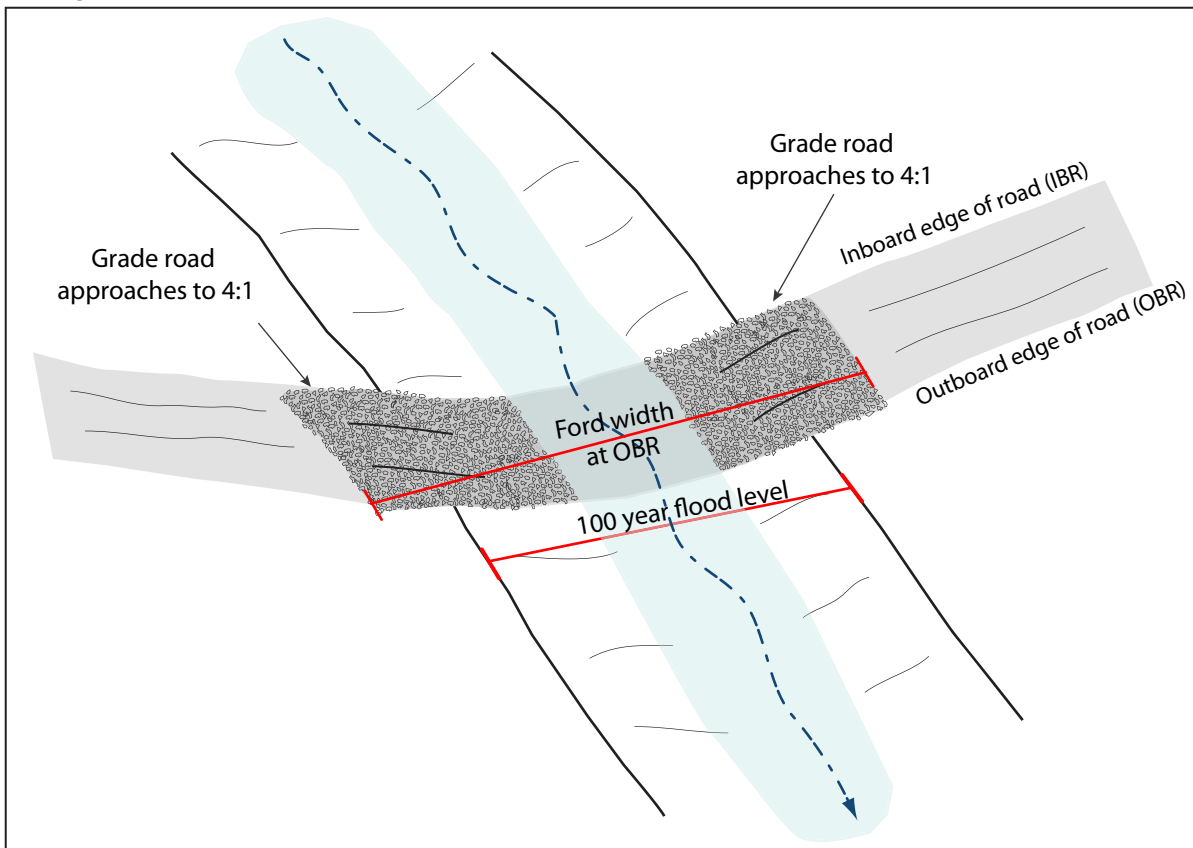 Grade road
approaches to 4:1
Inboard edge of road (IBR)
Grade road
approaches to 4:1
Outboard edge of road (OBR)
Ford width
at OBR
100 year flood level